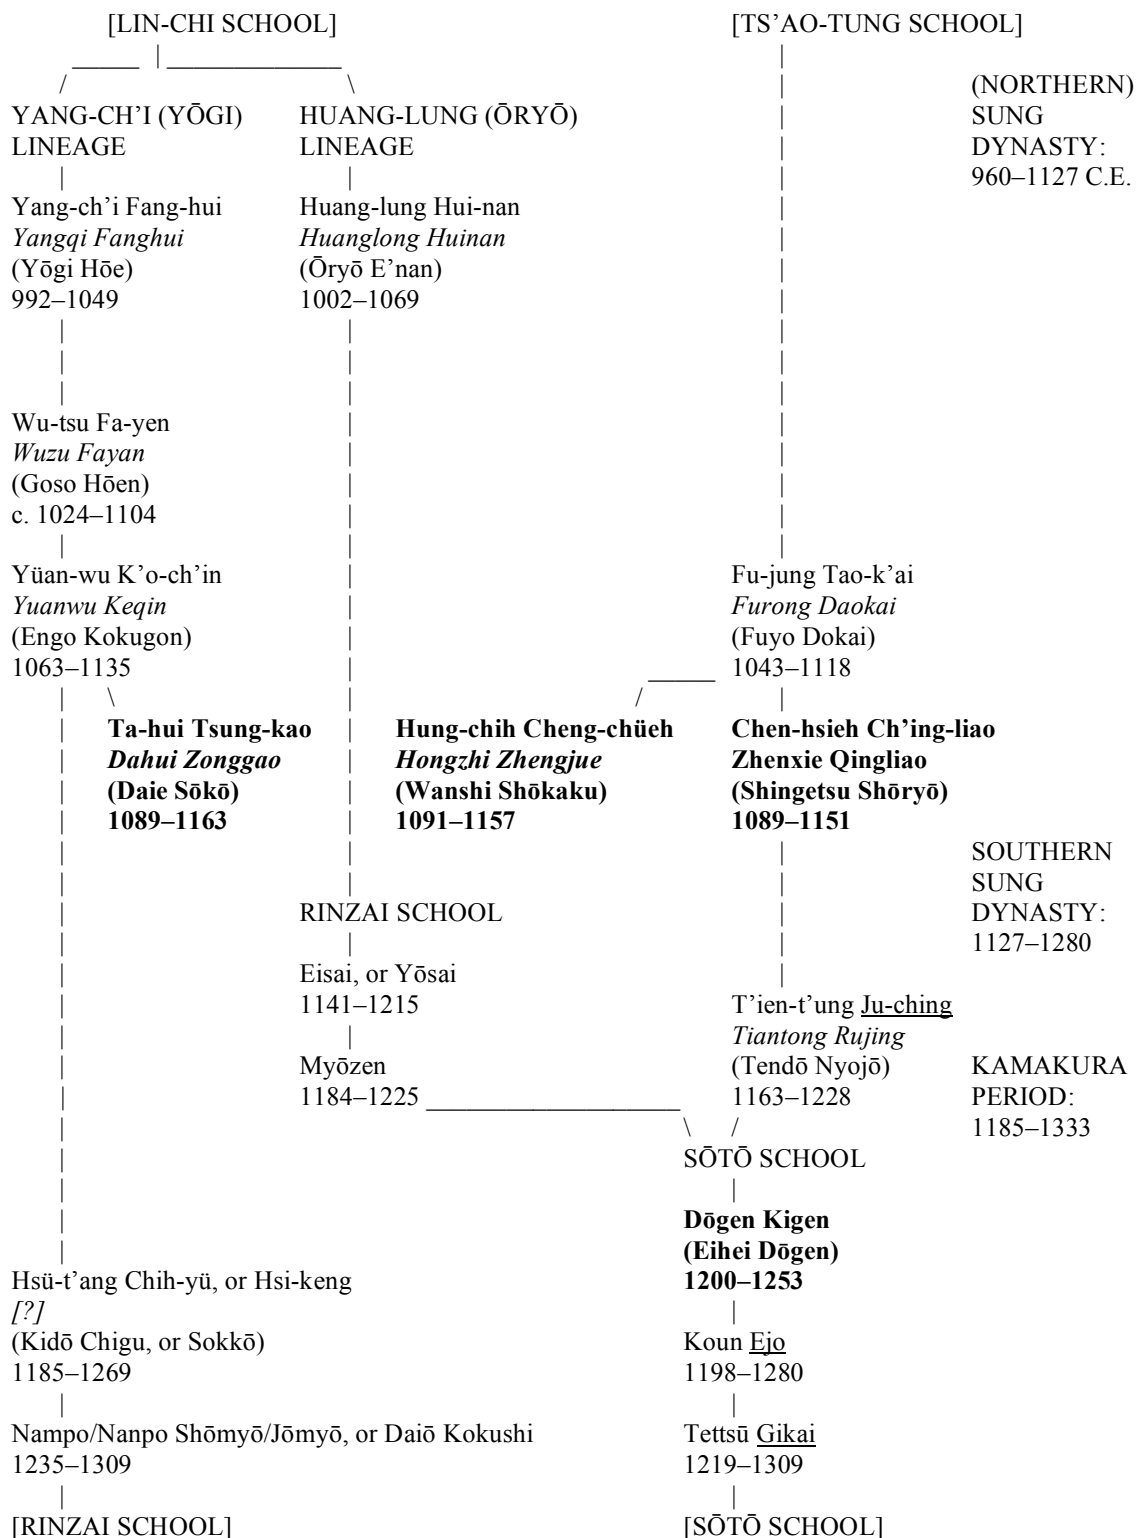 [LIN-CHI SCHOOL] [TS’AO-TUNG SCHOOL]
(NORTHERN)
YANG-CH’I (YŌGI) HUANG-LUNG (ŌRYŌ) SUNG
LINEAGE LINEAGE DYNASTY:
960–1127 C.E.
Yang-ch’i Fang-hui Huang-lung Hui-nan
Yangqi Fanghui Huanglong Huinan
(Yōgi Hōe) (Ōryō E’nan)
992–1049 1002–1069
Wu-tsu Fa-yen
Wuzu Fayan
(Goso Hōen)
c. 1024–1104
Yüan-wu K’o-ch’in Fu-jung Tao-k’ai
Yuanwu Keqin Furong Daokai
(Engo Kokugon) (Fuyo Dokai)
1063–1135 1043–1118
Ta-hui Tsung-kao Hung-chih Cheng-chüeh Chen-hsieh Ch’ing-liao
Dahui Zonggao Hongzhi Zhengjue Zhenxie Qingliao
(Daie Sōkō) (Wanshi Shōkaku) (Shingetsu Shōryō)
1089–1163 1091–1157 1089–1151
SOUTHERN
SUNG
RINZAI SCHOOL DYNASTY:
1127–1280
Eisai, or Yōsai
1141–1215 T’ien-t’ung Ju-ching
Tiantong Rujing
Myōzen (Tendō Nyojō) KAMAKURA
1184–1225 1163–1228 PERIOD:
1185–1333
SŌTŌ SCHOOL
Dōgen Kigen
(Eihei Dōgen)
Hsü-t’ang Chih-yü, or Hsi-keng 1200–1253
[?]
(Kidō Chigu, or Sokkō) Koun Ejo
1185–1269 1198–1280
Nampo/Nanpo Shōmyō/Jōmyō, or Daiō Kokushi Tettsū Gikai
1235–1309 1219–1309
[RINZAI SCHOOL] [SŌTŌ SCHOOL]